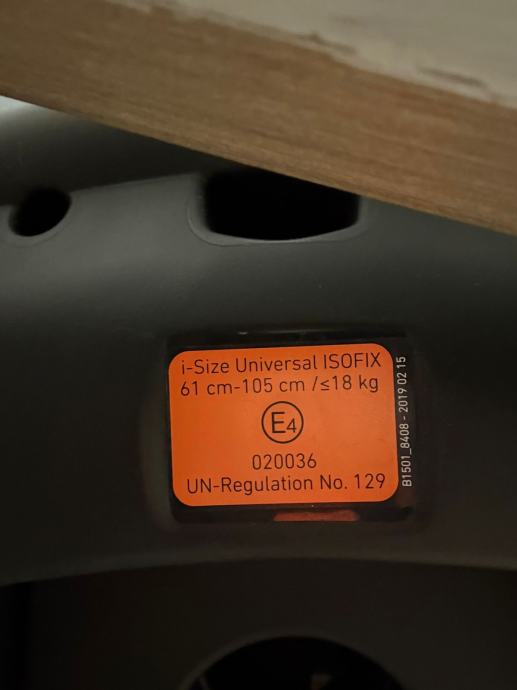 i-Size Universal ISOFIX
61 cm-105 cm /≤18 kg
E4
020036
UN-Regulation No. 129
B1501_8408 - 2019 02 15